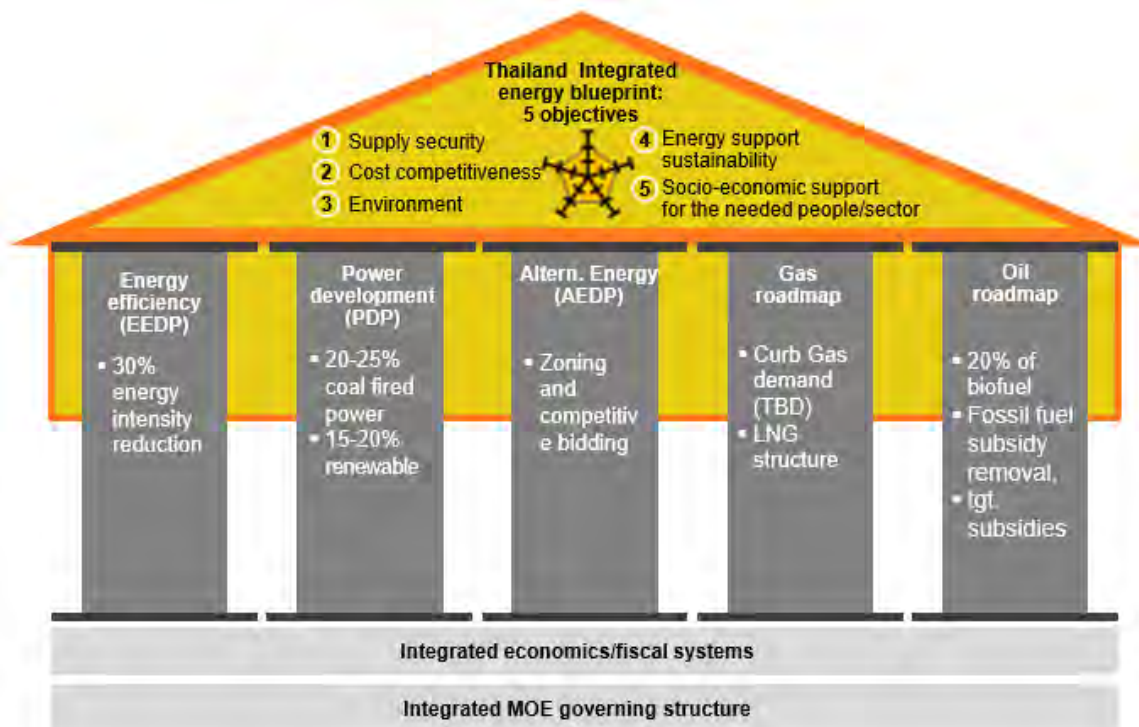 Thailand Integrated
energy blueprint:
5 objectives
1 Supply security
2 Cost competitiveness
3 Environment
4 Energy support
sustainability
5 Socio-economic support
for the needed people/sector
Energy
efficiency
(EEDP)
▪ 30%
energy
intensity
reduction
Power
development
(PDP)
▪ 20-25%
coal fired
power
▪ 15-20%
renewable
Altern. Energy
(AEDP)
▪ Zoning
and
competitiv
e bidding
Gas
roadmap
▪ Curb Gas
demand
(TBD)
▪ LNG
structure
Oil
roadmap
▪ 20% of
biofuel
▪ Fossil fuel
subsidy
removal,
▪ tgt.
subsidies
Integrated economics/fiscal systems
Integrated MOE governing structure